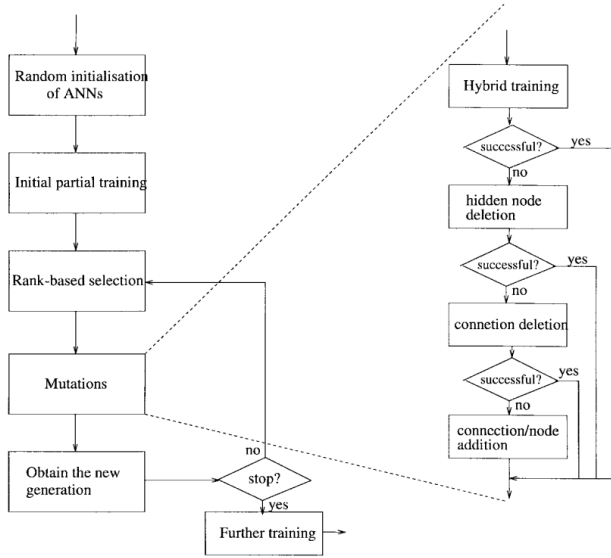 Random initialisation
of ANNs
Initial partial training
Rank-based selection
Mutations
Obtain the new
generation
no
stop?
yes
Further training
Hybrid training
successful?
yes
no
hidden node
deletion
successful?
yes
no
connetion deletion
successful?
yes
no
connection/node
addition